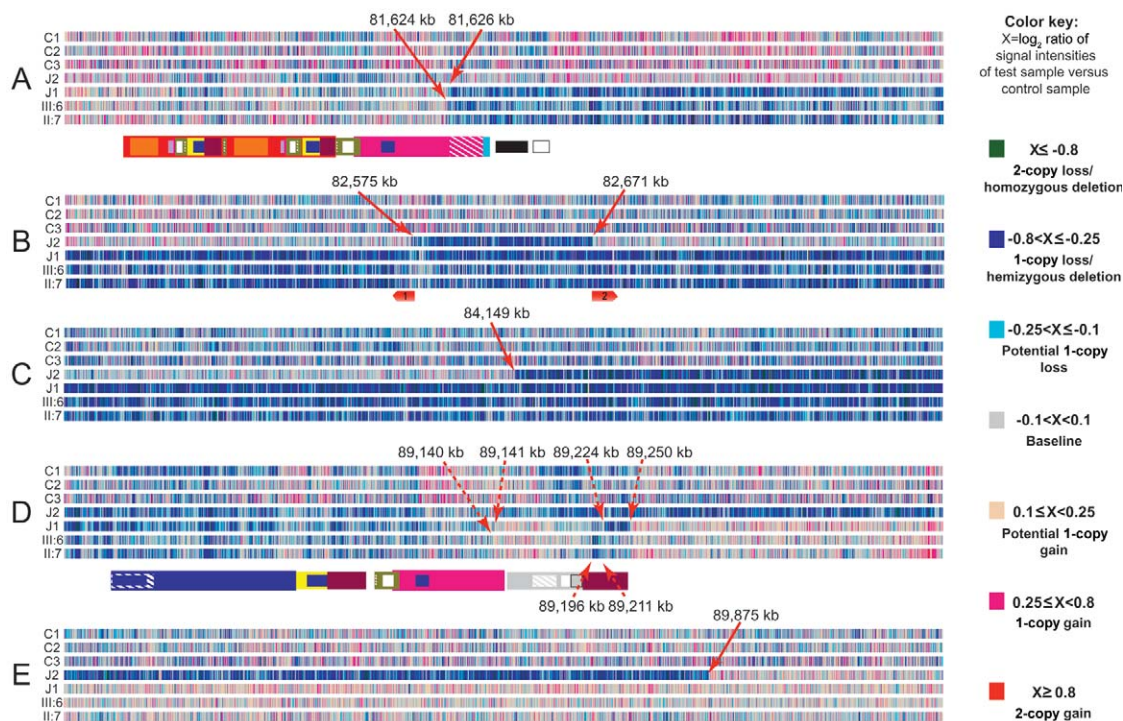 81,624 kb 81,626 kb
A
C1
C2
C3
J2
J1
III:6
II:7
82,575 kb 82,671 kb
B
C1
C2
C3
J2
J1
III:6
II:7
1 2
84,149 kb
C
C1
C2
C3
J2
J1
III:6
II:7
89,140 kb 89,141 kb 89,224 kb 89,250 kb
D
C1
C2
C3
J2
J1
III:6
II:7
89,196 kb 89,211 kb
89,875 kb
E
C1
C2
C3
J2
J1
III:6
II:7
Color key:
X=log2 ratio of
signal intensities
of test sample versus
control sample
X≤ -0.8
2-copy loss/
homozygous deletion
-0.8<X≤-0.25
1-copy loss/
hemizygous deletion
-0.25<X≤-0.1
Potential 1-copy
loss
-0.1<X<0.1
Baseline
0.1≤X<0.25
Potential 1-copy
gain
0.25≤X<0.8
1-copy gain
X≥ 0.8
2-copy gain